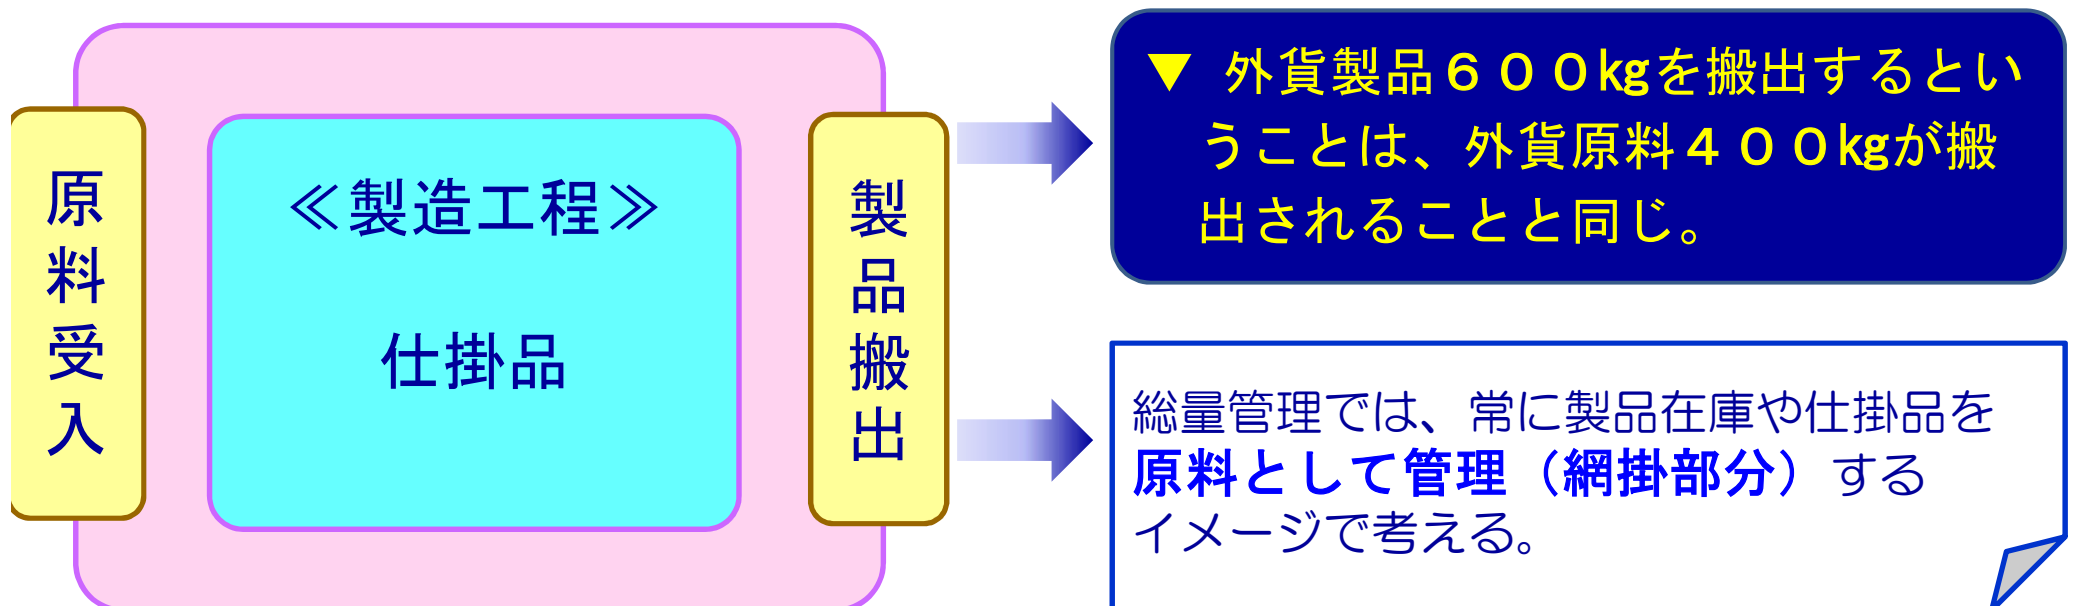 原料受入
≪製造工程≫
仕掛品
製品搬出
▼ 外貨製品６００kgを搬出するとい
うことは、外貨原料４００kgが搬
出されることと同じ。
総量管理では、常に製品在庫や仕掛品を
原料として管理（網掛部分）する
イメージで考える。